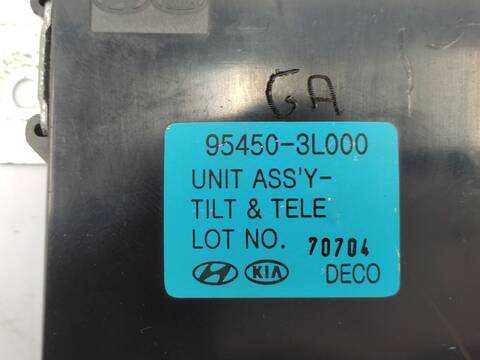 GA
95450-3L000
UNIT ASS'Y-
TILT & TELE
LOT NO. 70704
KIA DECO